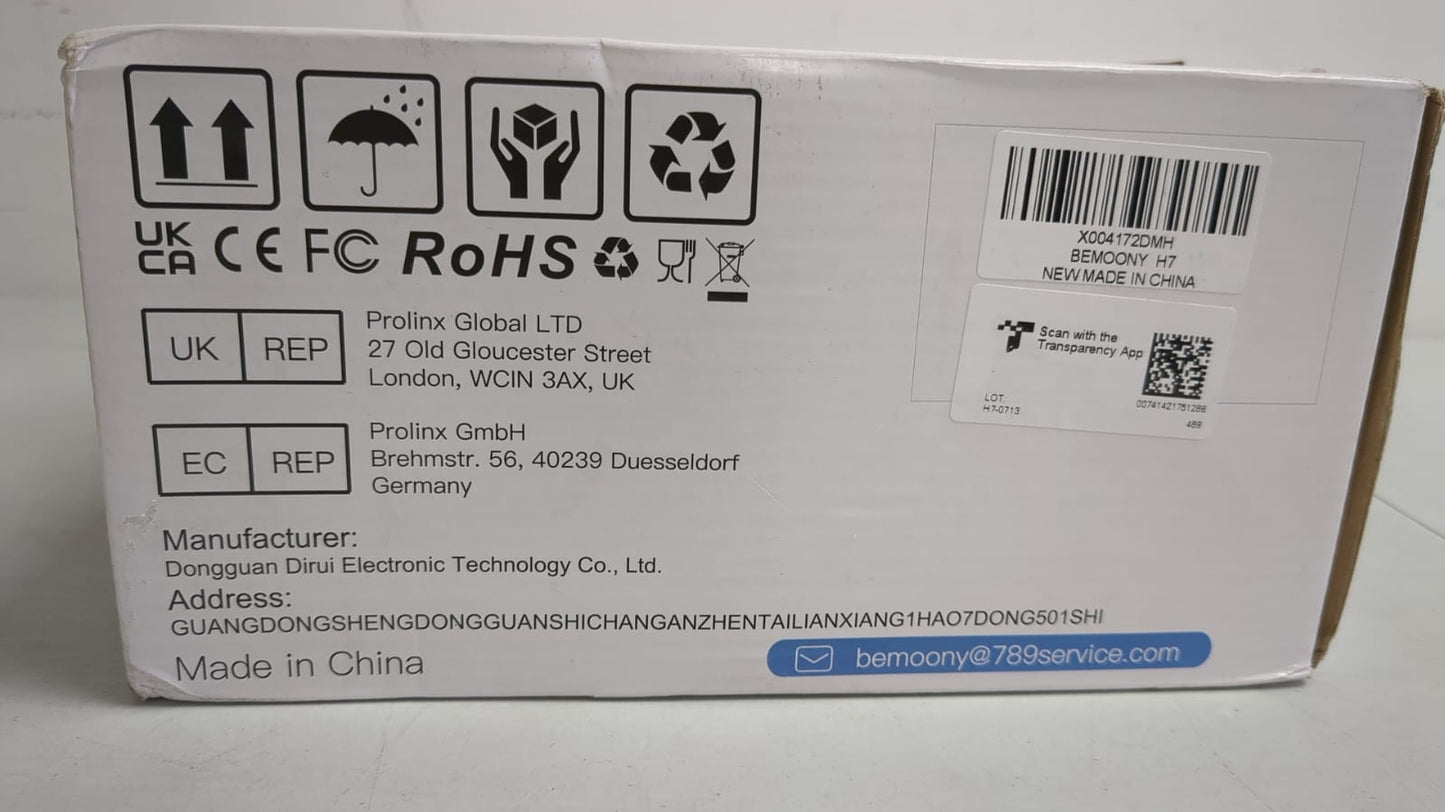 UK
CA
CE
FC
RoHS
UK REP
Prolinx Global LTD
27 Old Gloucester Street
London, WCIN 3AX, UK
EC REP
Prolinx GmbH
Brehmstr. 56, 40239 Duesseldorf
Germany
Manufacturer:
Dongguan Dirui Electronic Technology Co., Ltd.
Address:
GUANGDONGSHENGDONGGUANSHICHANGANZHENTAILIANXIANG1HAO7DONG501SHI
Made in China
bemoony@789service.com
X004172DMH
BEMOONY H7
NEW MADE IN CHINA
Scan with the
Transparency App
LOT:
H7-0713
00741421751286
489